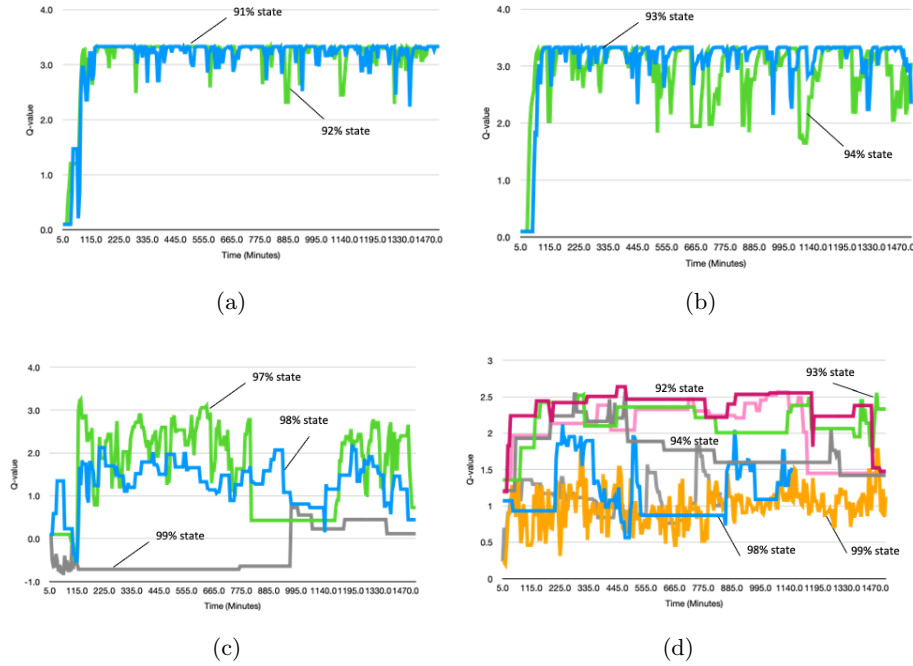 91% state
4.0
3.0
2.0
1.0
0.0
Q-value
92% state
5.0 115.0 225.0 335.0 445.0 555.0 665.0 775.0 885.0 995.0 1140.0 1330.0 1470.0
Time (Minutes)
(a)
93% state
4.0
3.0
2.0
1.0
0.0
Q-value
94% state
5.0 115.0 225.0 335.0 445.0 555.0 665.0 775.0 885.0 995.0 1140.0 1330.0 1470.0
Time (Minutes)
(b)
97% state
98% state
4.0
3.0
2.0
1.0
0.0
-1.0
Q-value
99% state
5.0 115.0 225.0 335.0 445.0 555.0 665.0 775.0 885.0 995.0 1140.0 1330.0 1470.0
Time (Minutes)
(c)
93% state
92% state
3
2.5
2
1.5
1
0.5
0
Q-value
94% state
98% state
99% state
5.0 115.0 225.0 335.0 445.0 555.0 665.0 775.0 885.0 995.0 1140.0 1330.0 1470.0
Time (Minutes)
(d)